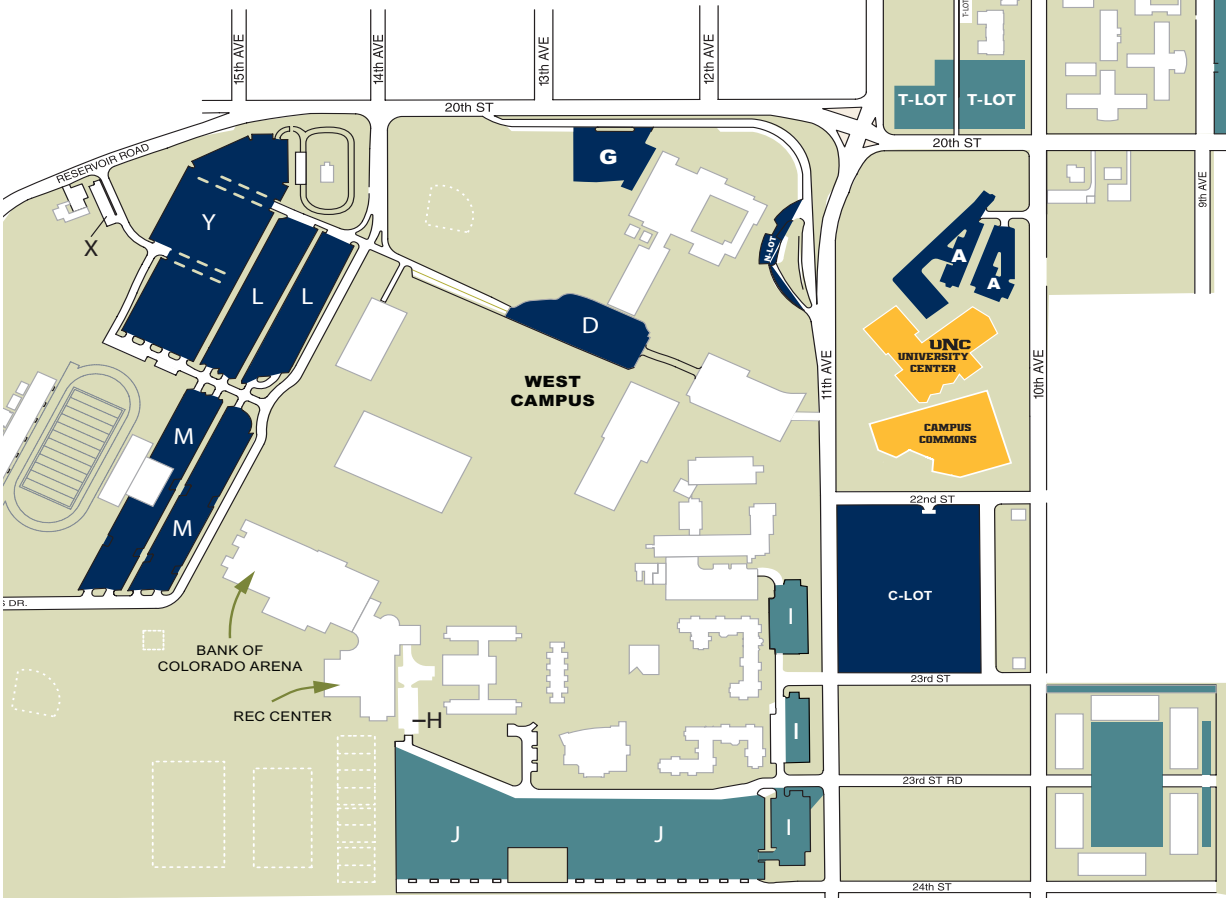 T-LOT
15th AVE
14th AVE
13th AVE
12th AVE
T-LOT
T-LOT
20th ST
20th ST
RESERVOIR ROAD
G
9th AVE
X
Y
N-LOT
A
A
L
L
D
UNC
UNIVERSITY
CENTER
WEST
CAMPUS
11th AVE
10th AVE
CAMPUS
COMMONS
M
22nd ST
M
C-LOT
S DR.
I
BANK OF
COLORADO ARENA
23rd ST
REC CENTER
H
I
23rd ST RD
J
J
I
24th ST